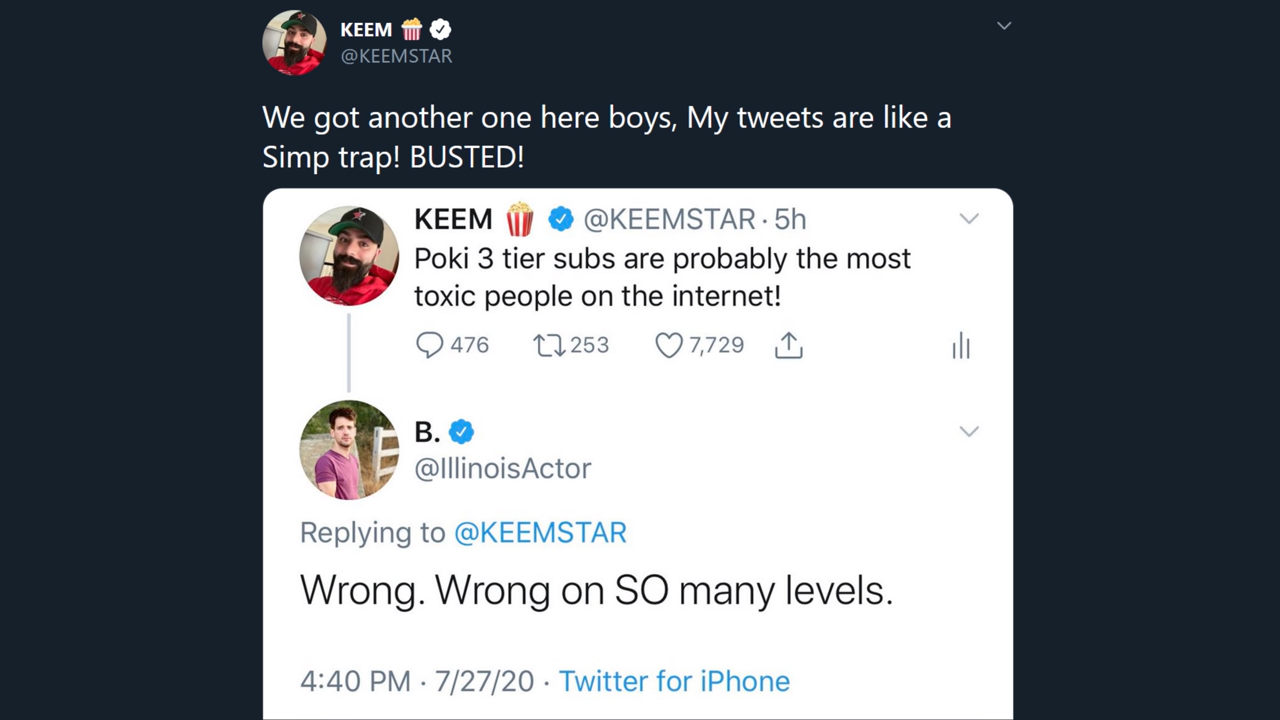 KEEM 🍿
@KEEMSTAR
We got another one here boys, My tweets are like a
Simp trap! BUSTED!
KEEM 🍿 @KEEMSTAR · 5h
Poki 3 tier subs are probably the most
toxic people on the internet!
476 253 7,729
B.
@IllinoisActor
Replying to @KEEMSTAR
Wrong. Wrong on SO many levels.
4:40 PM · 7/27/20 · Twitter for iPhone